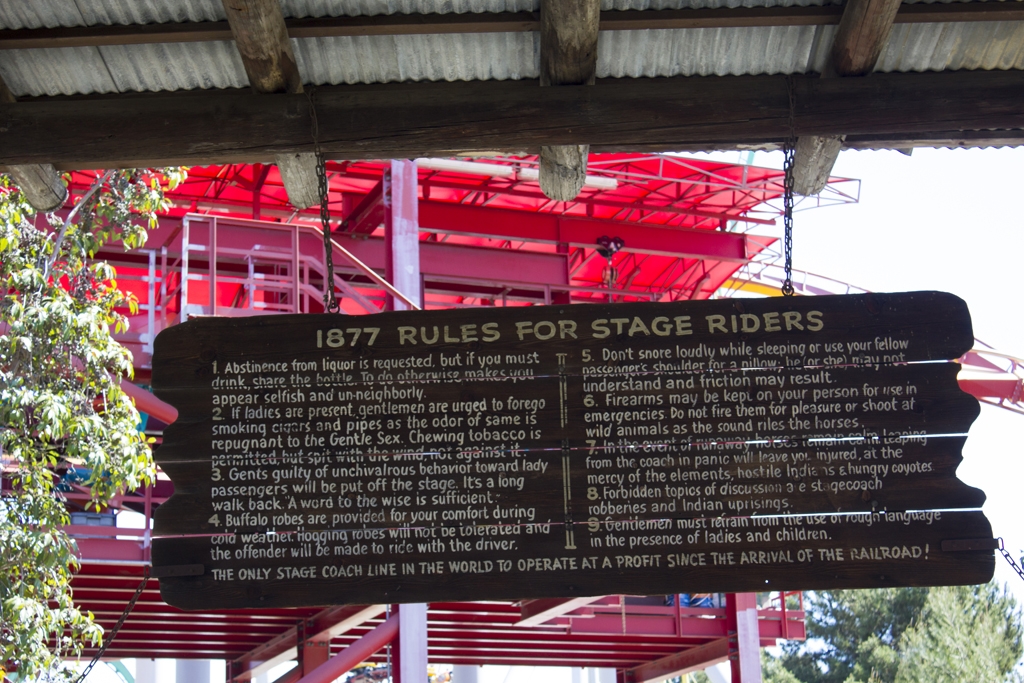 1877 RULES FOR STAGE RIDERS
1. Abstinence from liquor is requested, but if you must
drink, share the bottle. To do otherwise makes you
appear selfish and un-neighborly.
2. If ladies are present, gentlemen are urged to forego
smoking cigars and pipes as the odor of same is
repugnant to the Gentle Sex. Chewing tobacco is
permitted, but spit with the wind, not against it.
3. Gents guilty of unchivalrous behavior toward lady
passengers will be put off the stage. It's a long
walk back. A word to the wise is sufficient.
4. Buffalo robes are provided for your comfort during
cold weather. Hogging robes will not be tolerated and
the offender will be made to ride with the driver.
5. Don't snore loudly while sleeping or use your fellow
passenger's shoulder for a pillow, he (or she) may not
understand and friction may result.
6. Firearms may be kept on your person for use in
emergencies. Do not fire them for pleasure or shoot at
wild animals as the sound riles the horses.
7. In the event of runaway horses remain calm. Leaping
from the coach in panic will leave you injured, at the
mercy of the elements, hostile Indians & hungry coyotes
8. Forbidden topics of discussion are stagecoach
robberies and Indian uprisings.
9. Gentlemen must refrain from the use of rough language
in the presence of ladies and children.
THE ONLY STAGE COACH LINE IN THE WORLD TO OPERATE AT A PROFIT SINCE THE ARRIVAL OF THE RAILROAD!